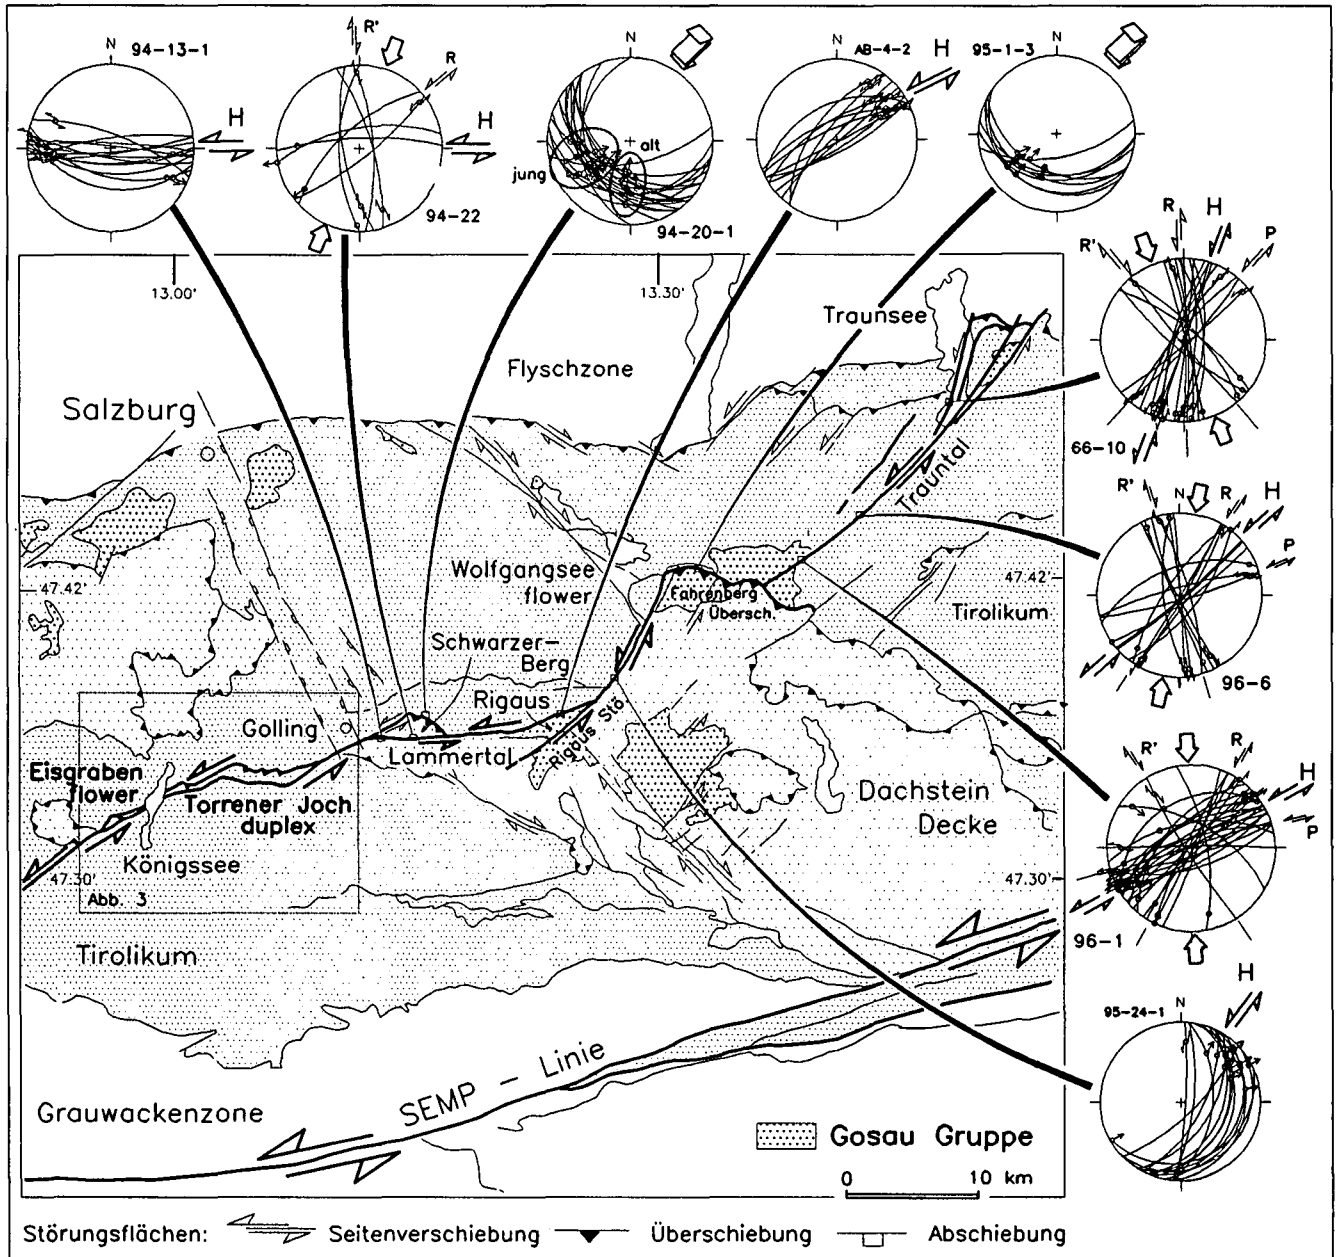 N 94-13-1
H
R'
R
H
94-22
N
alt
jung
94-20-1
N
AB-4-2
H
95-1-3
N
13.00'
13.30'
Traunsee
Flyschzone
Salzburg
R' R H P
66-10
Trauntal
R' N R H
P
96-6
47.42'
47.42'
Wolfgangsee
flower
Fahrenberg
Übersch.
Tirolikum
Schwarzer-
Berg
Rigaus
Golling
Lammertal
Rigaus Stö.
Eisgraben
flower
Torrener Joch
duplex
Dachstein
Decke
R' R H
P
Königssee
47.30'
47.30'
Abb. 3
96-1
Tirolikum
H
95-24-1 N
SEMP - Linie
Grauwackenzone
Gosau Gruppe
0 10 km
Störungsflächen: Seitenverschiebung Überschiebung Abschiebung